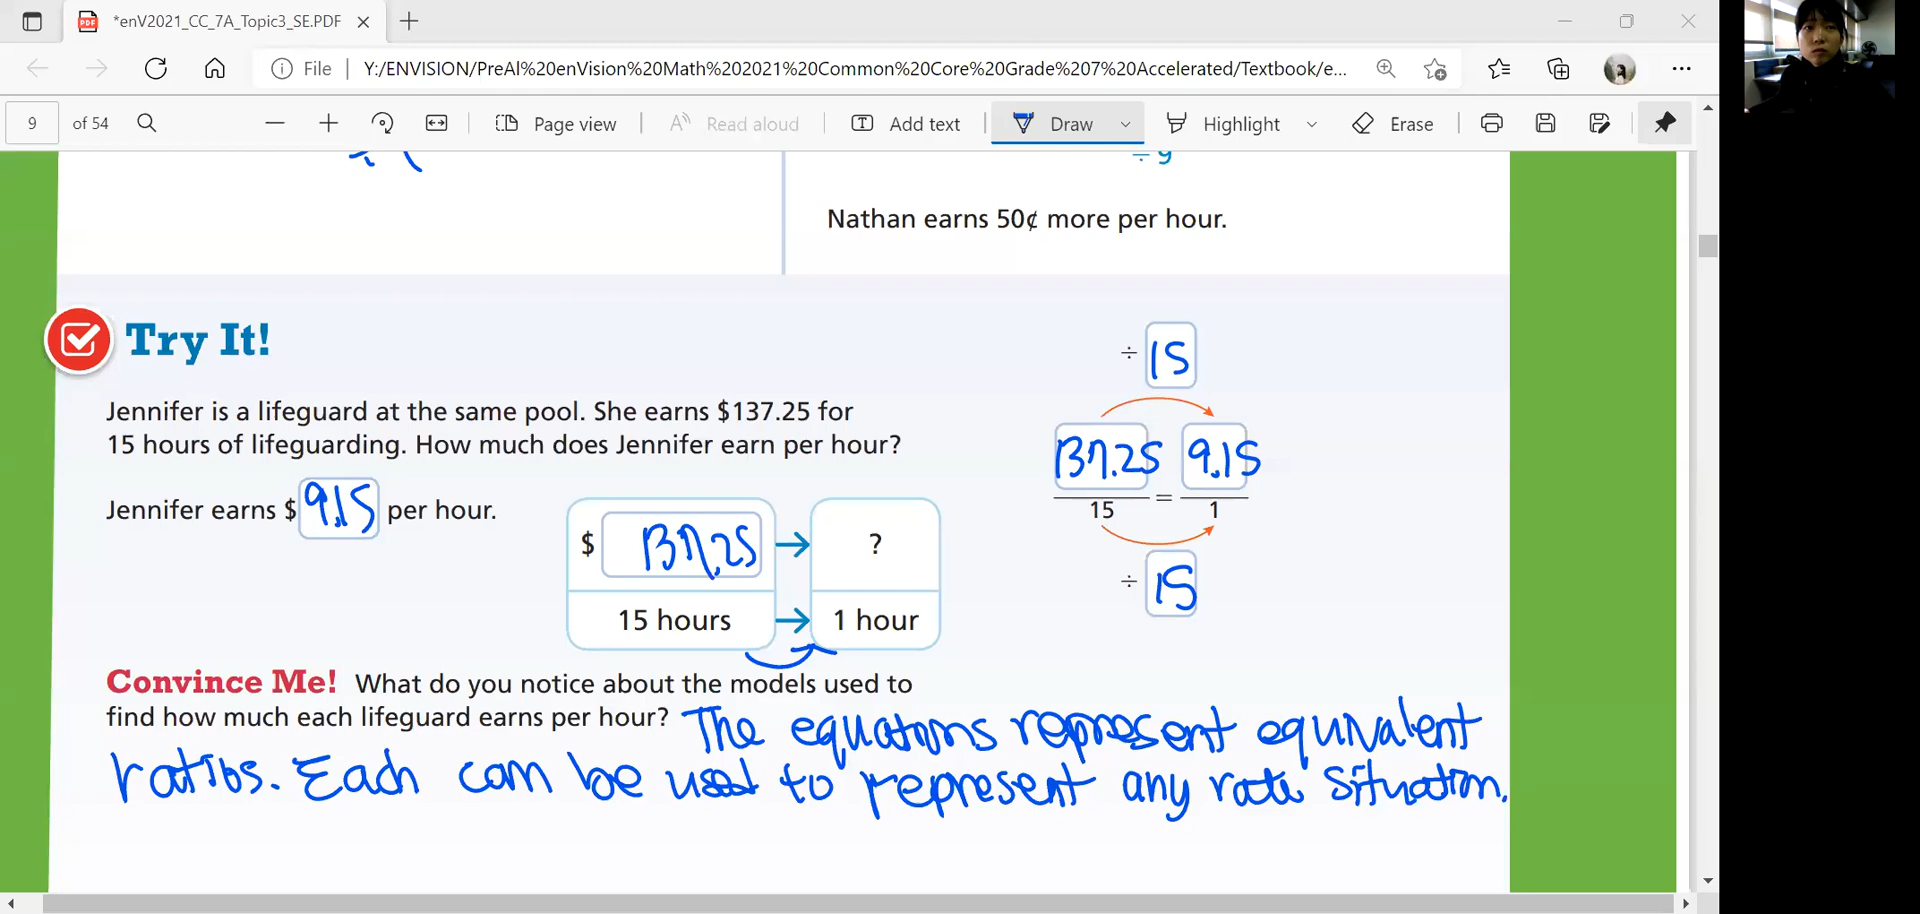 *enV2021_CC_7A_Topic3_SE.PDF
File
Y:/ENVISION/PreAl%20enVision%20Math%202021%20Common%20Core%20Grade%207%20Accelerated/Textbook/e...
9 of 54
Page view
Read aloud
Add text
Draw
Highlight
Erase
÷ 9
Nathan earns 50¢ more per hour.
Try It!
÷ 15
Jennifer is a lifeguard at the same pool. She earns $137.25 for
15 hours of lifeguarding. How much does Jennifer earn per hour?
137.25 9.15
15 = 1
Jennifer earns $ 9.15 per hour.
$ 137.25 → ?
÷ 15
15 hours → 1 hour
Convince Me! What do you notice about the models used to
find how much each lifeguard earns per hour? The equations represent equivalent
ratios. Each can be used to represent any rate situation.